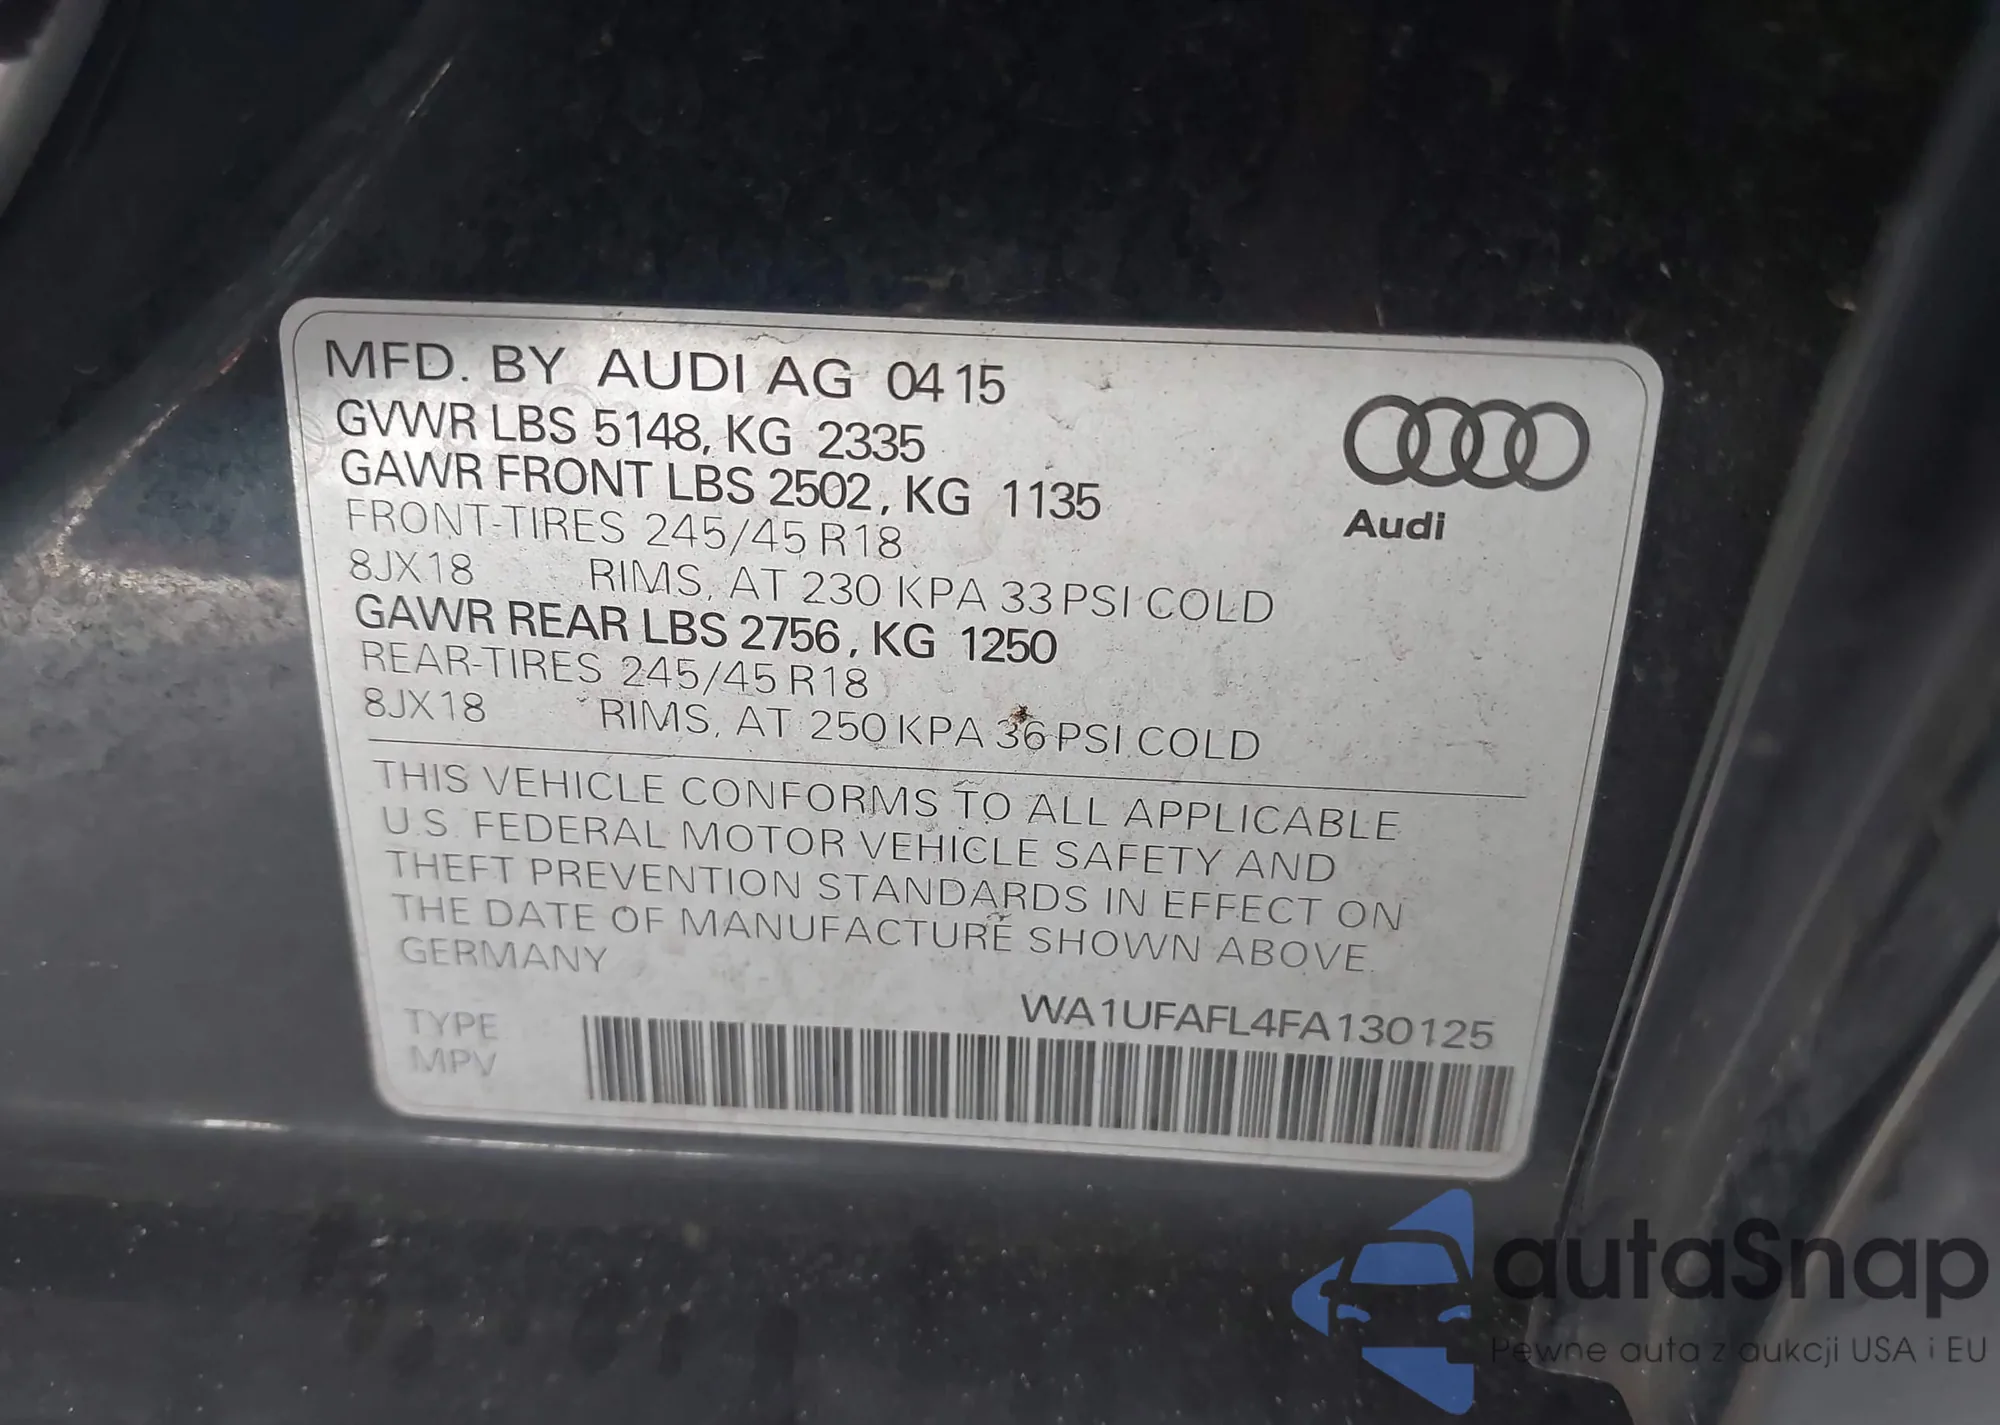 MFD. BY AUDI AG 04 15
GVWR LBS 5148, KG 2335
GAWR FRONT LBS 2502, KG 1135
FRONT-TIRES 245/45 R18
8JX18 RIMS, AT 230 KPA 33 PSI COLD
GAWR REAR LBS 2756, KG 1250
REAR-TIRES 245/45 R18
8JX18 RIMS, AT 250 KPA 36 PSI COLD
Audi
THIS VEHICLE CONFORMS TO ALL APPLICABLE
U.S. FEDERAL MOTOR VEHICLE SAFETY AND
THEFT PREVENTION STANDARDS IN EFFECT ON
THE DATE OF MANUFACTURE SHOWN ABOVE.
GERMANY
WA1UFAFL4FA130125
TYPE
MPV
autaSnap
Pewne auta z aukcji USA i EU